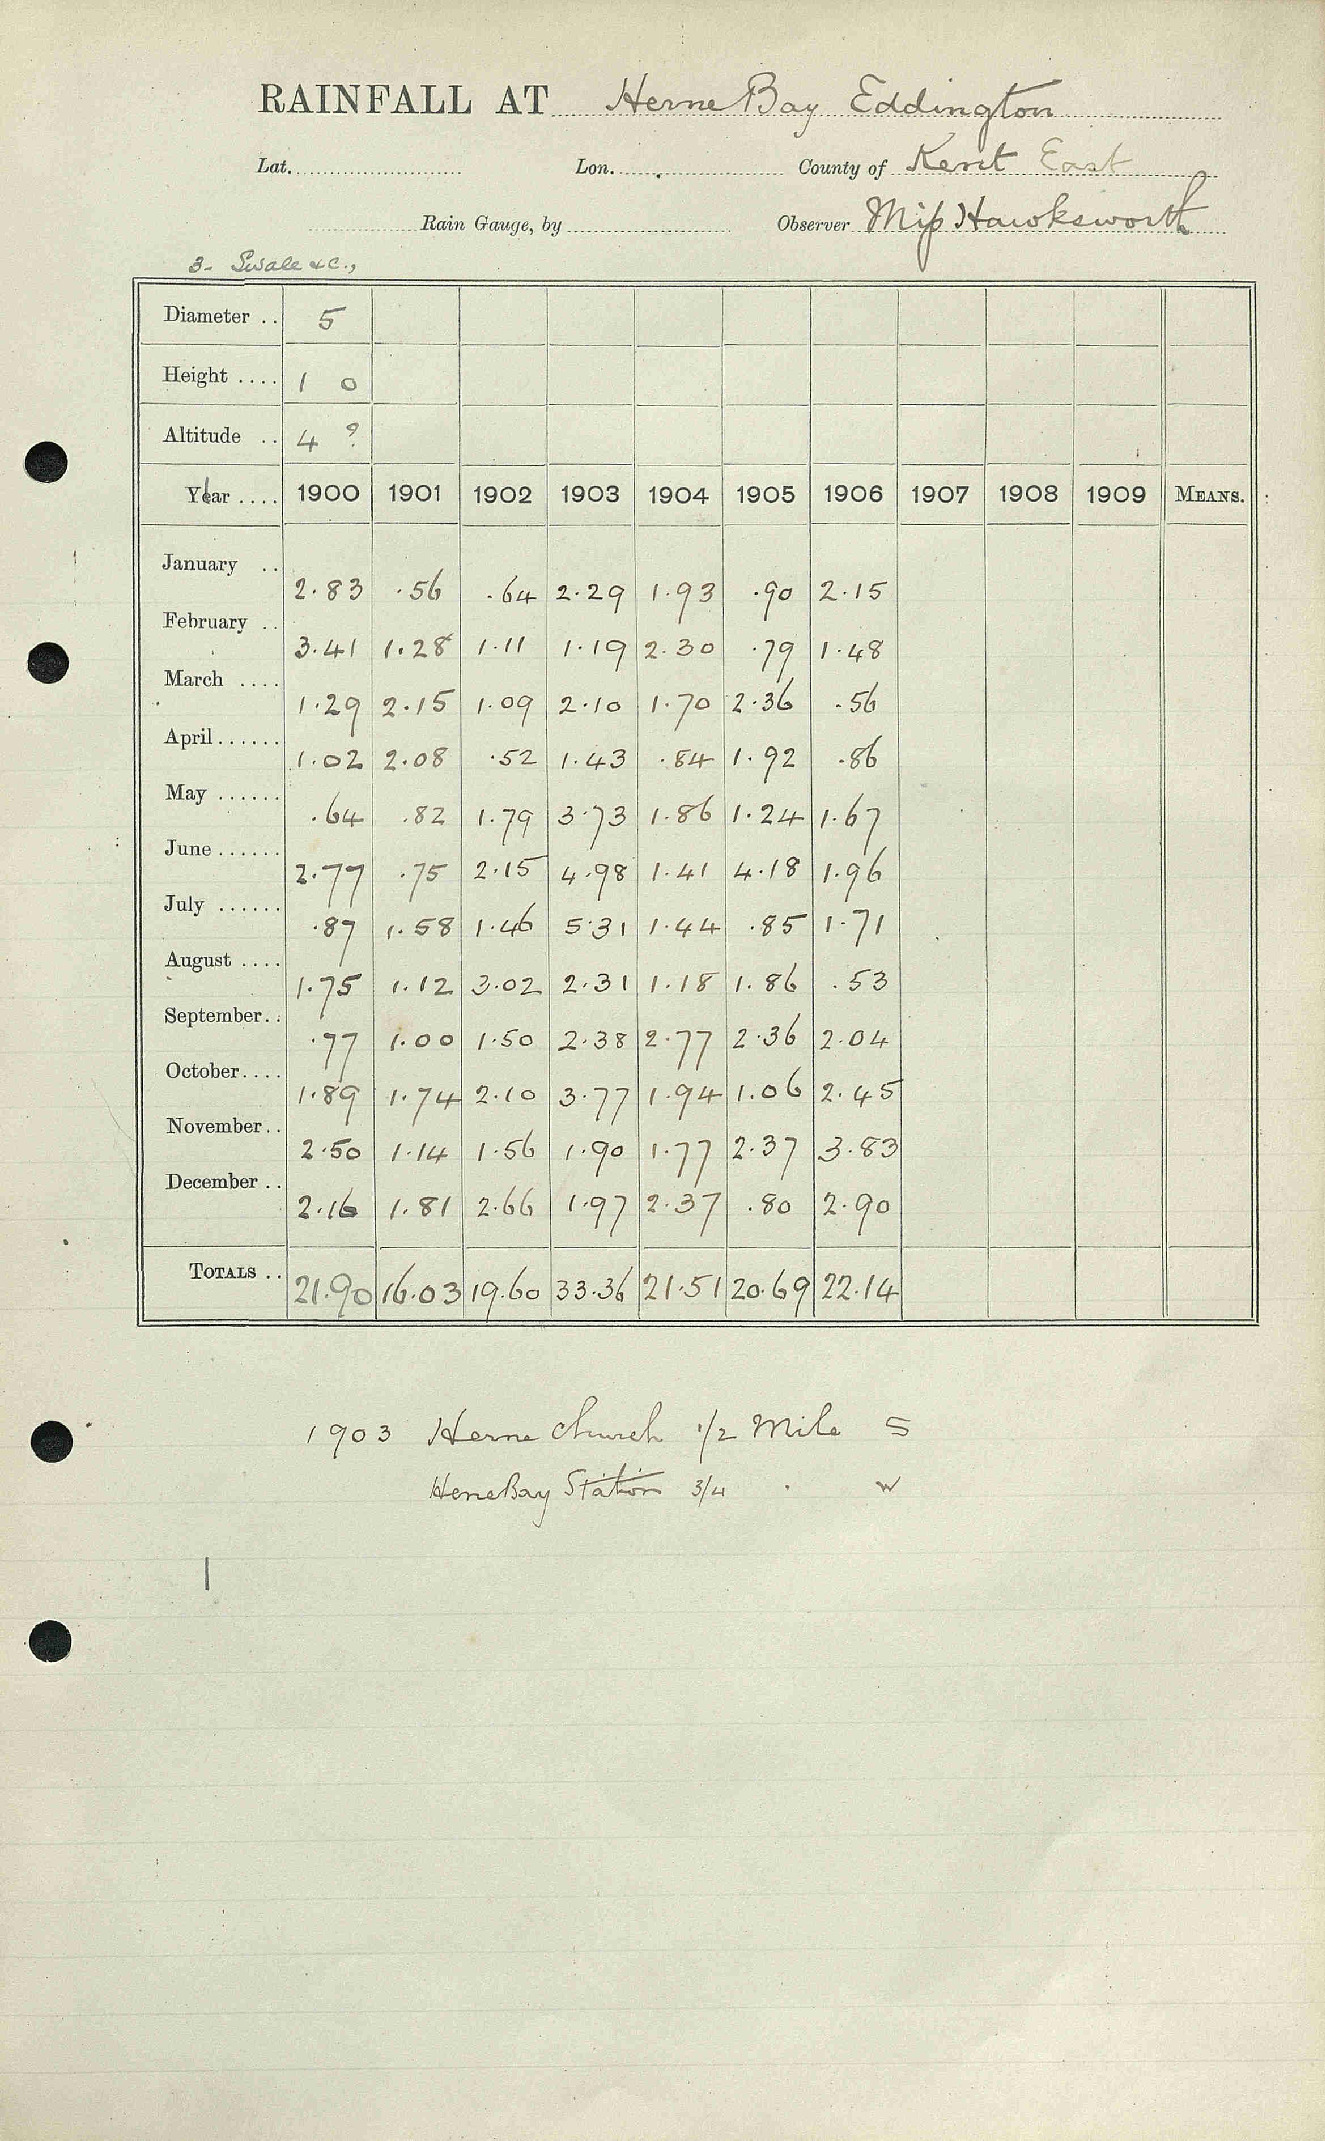 RAINFALL AT Herne Bay Eddington
Lat. Lon. County of Kent East
Rain Gauge, by Observer Miss Hawksworth
3. Swale &c.,
Diameter .. 5
Height .... 1 0
Altitude .. 4 ?
Year .... 1900 1901 1902 1903 1904 1905 1906 1907 1908 1909 MEANS.
January .. 2.83 .56 .64 2.29 1.93 .90 2.15
February .. 3.41 1.28 1.11 1.19 2.30 .79 1.48
March .... 1.29 2.15 1.09 2.10 1.70 2.36 .56
April ...... 1.02 2.08 .52 1.43 .84 1.92 .86
May ...... .64 .82 1.79 3.73 1.86 1.24 1.67
June ...... 2.77 .75 2.15 4.98 1.41 4.18 1.96
July ...... .87 1.58 1.46 5.31 1.44 .85 1.71
August .... 1.75 1.12 3.02 2.31 1.18 1.86 .53
September.. .77 1.00 1.50 2.38 2.77 2.36 2.04
October.... 1.89 1.74 2.10 3.77 1.94 1.06 2.45
November.. 2.50 1.14 1.56 1.90 1.77 2.37 3.83
December .. 2.16 1.81 2.66 1.97 2.37 .80 2.90
TOTALS .. 21.90 16.03 19.60 33.36 21.51 20.69 22.14
1903 Herne Church 1/2 Mile S
Herne Bay Station 3/4 . W